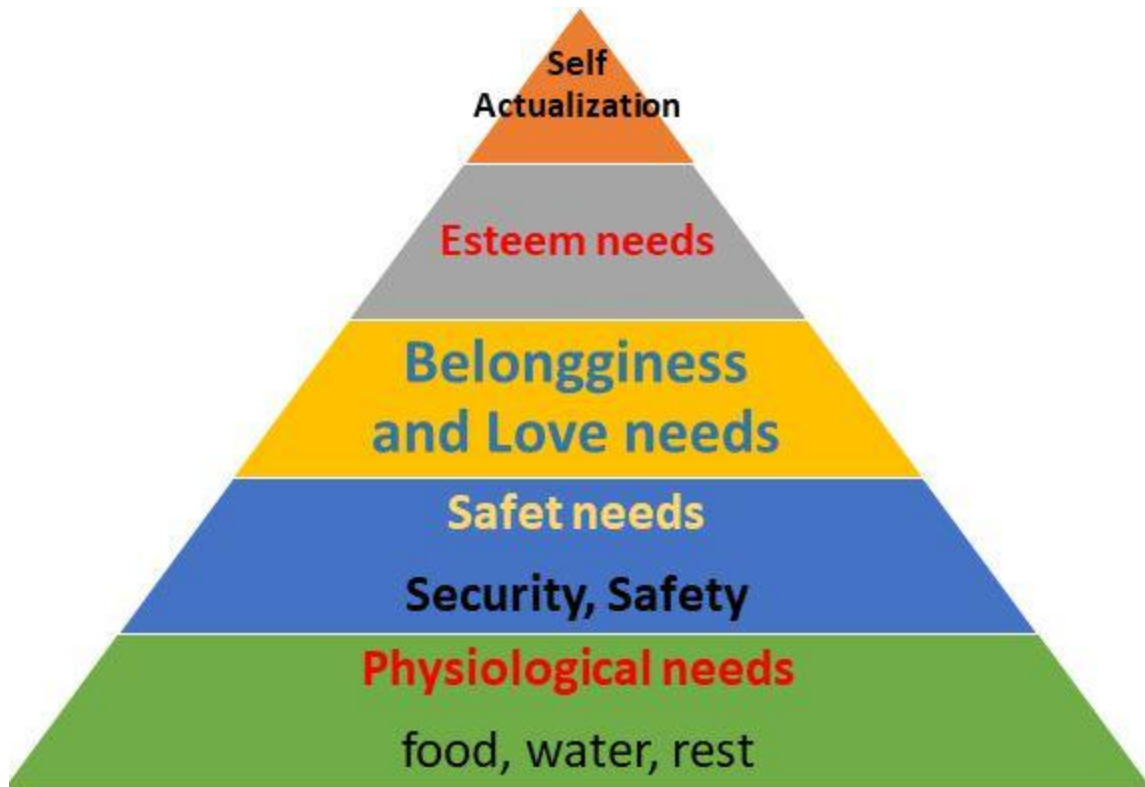 Self
Actualization
Esteem needs
Belongginess
and Love needs
Safet needs
Security, Safety
Physiological needs
food, water, rest